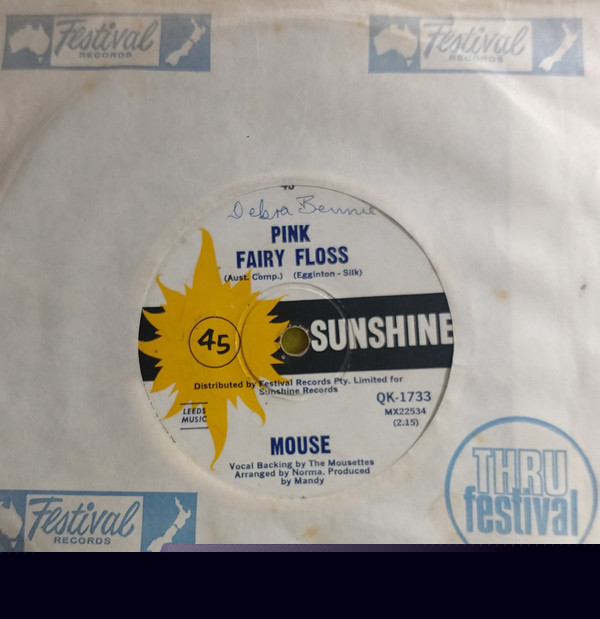 Festival
RECORDS
Festival
RECORDS
Debra Bennie
PINK
FAIRY FLOSS
(Aust. Comp.) (Egginton - Silk)
45
SUNSHINE
Distributed by Festival Records Pty. Limited for
Sunshine Records
LEEDS
MUSIC
QK-1733
MX22534
(2.15)
MOUSE
Vocal Backing by The Mousettes
Arranged by Norma. Produced
by Mandy
Festival
RECORDS
THRU
festival